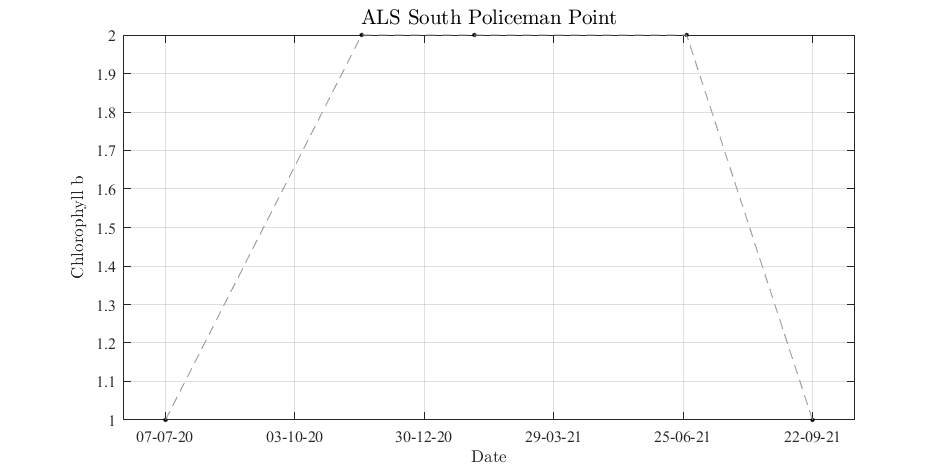 ALS South Policeman Point
2
1.9
1.8
1.7
1.6
1.5
1.4
1.3
1.2
1.1
1
Chlorophyll b
07-07-20 03-10-20 30-12-20 29-03-21 25-06-21 22-09-21
Date